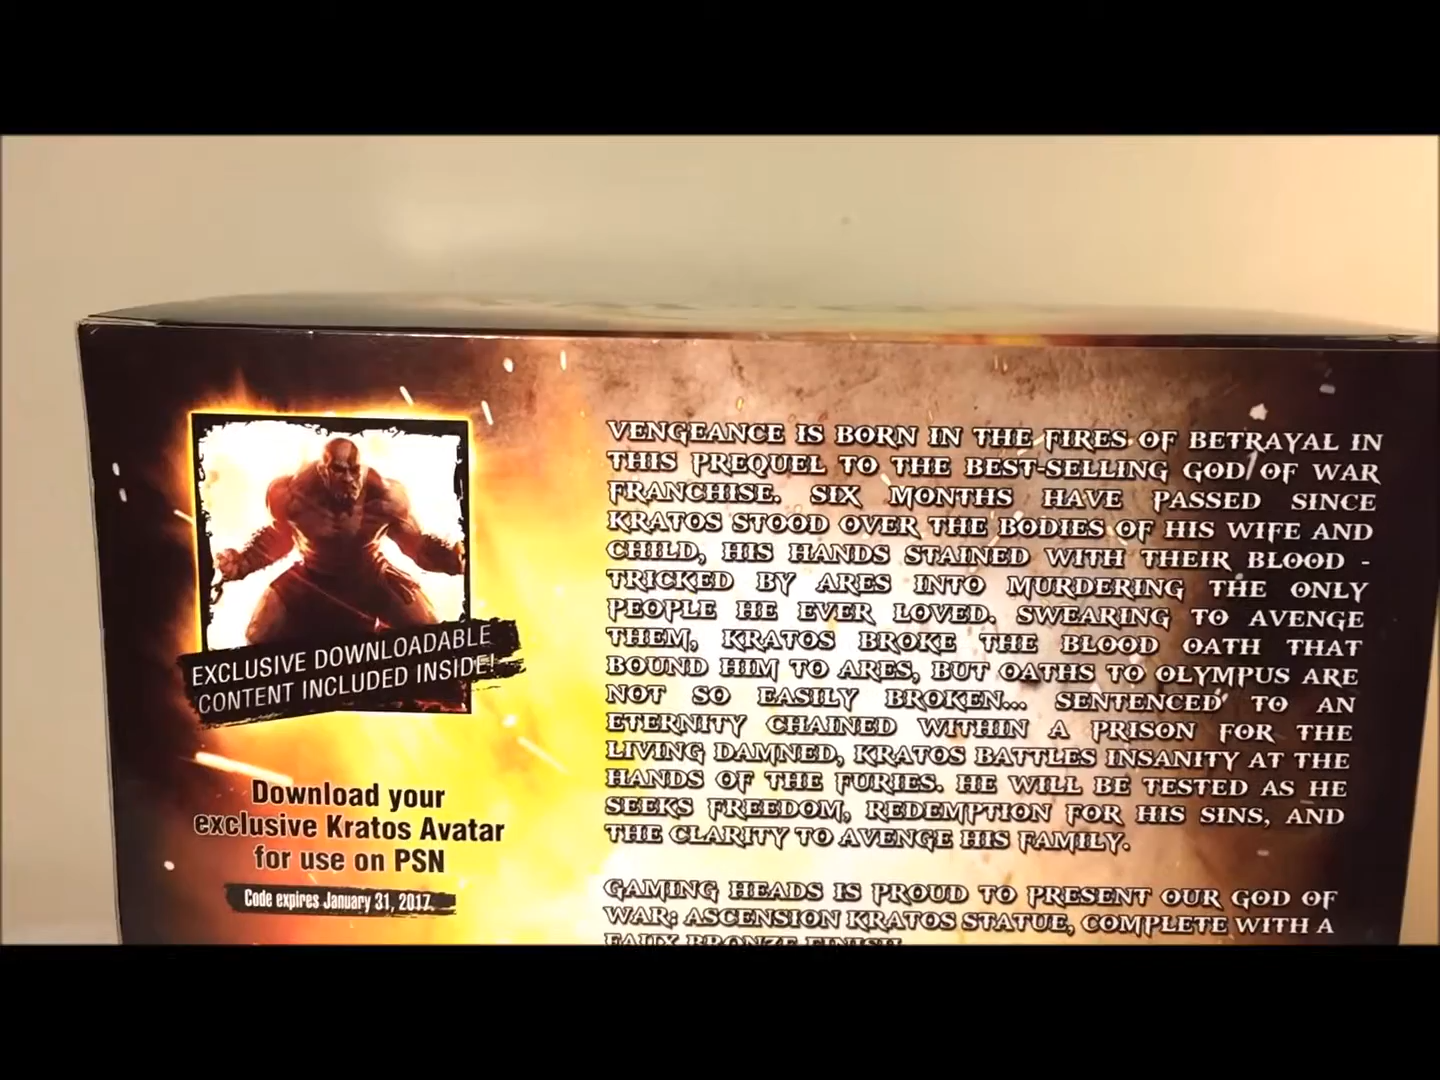 EXCLUSIVE DOWNLOADABLE
CONTENT INCLUDED INSIDE!
Download your
exclusive Kratos Avatar
for use on PSN
Code expires January 31, 2017.
VENGEANCE IS BORN IN THE FIRES OF BETRAYAL IN
THIS PREQUEL TO THE BEST-SELLING GOD OF WAR
FRANCHISE. SIX MONTHS HAVE PASSED SINCE
KRATOS STOOD OVER THE BODIES OF HIS WIFE AND
CHILD, HIS HANDS STAINED WITH THEIR BLOOD -
TRICKED BY ARES INTO MURDERING THE ONLY
PEOPLE HE EVER LOVED. SWEARING TO AVENGE
THEM, KRATOS BROKE THE BLOOD OATH THAT
BOUND HIM TO ARES, BUT OATHS TO OLYMPUS ARE
NOT SO EASILY BROKEN... SENTENCED TO AN
ETERNITY CHAINED WITHIN A PRISON FOR THE
LIVING DAMNED, KRATOS BATTLES INSANITY AT THE
HANDS OF THE FURIES. HE WILL BE TESTED AS HE
SEEKS FREEDOM, REDEMPTION FOR HIS SINS, AND
THE CLARITY TO AVENGE HIS FAMILY.
GAMING HEADS IS PROUD TO PRESENT OUR GOD OF
WAR: ASCENSION KRATOS STATUE, COMPLETE WITH A
FAUX BRONZE FINISH